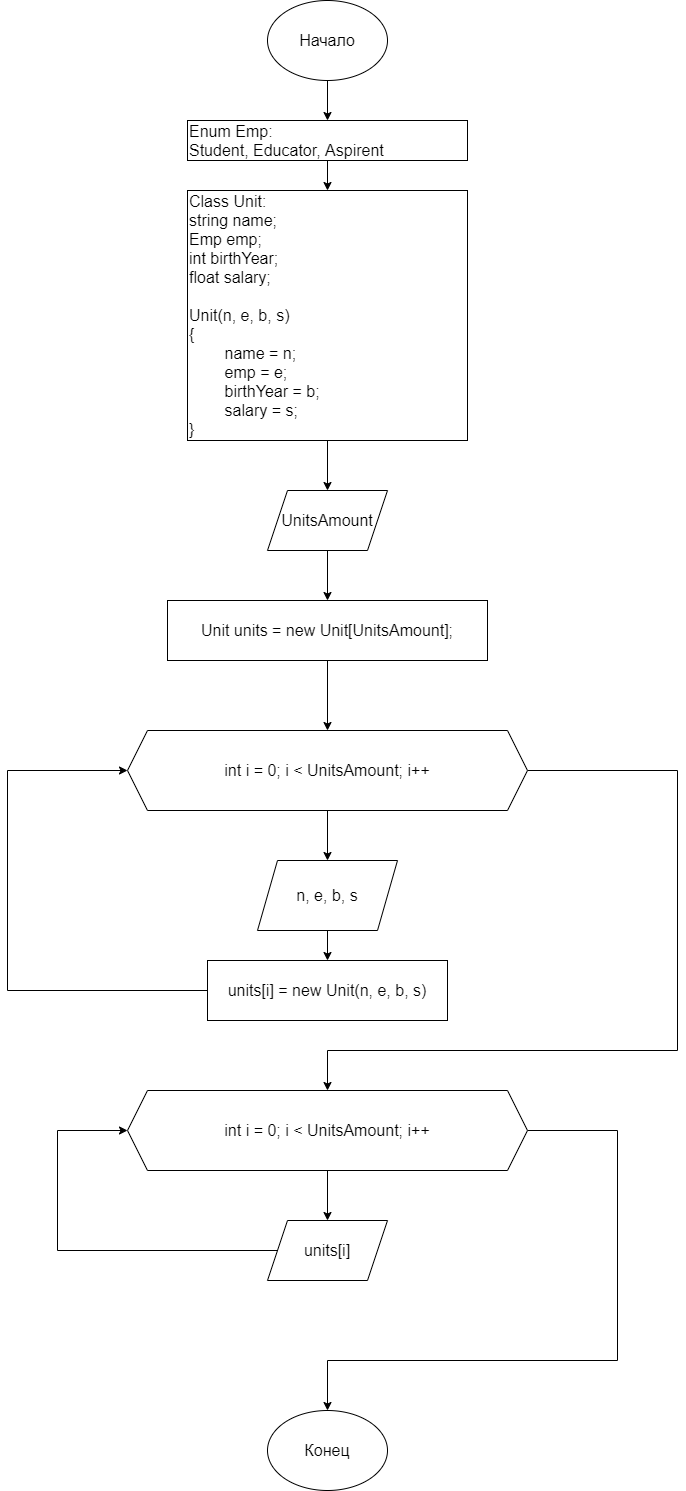 Начало
Enum Emp:
Student, Educator, Aspirent
Class Unit:
string name;
Emp emp;
int birthYear;
float salary;
Unit(n, e, b, s)
{
name = n;
emp = e;
birthYear = b;
salary = s;
}
UnitsAmount
Unit units = new Unit[UnitsAmount];
int i = 0; i < UnitsAmount; i++
n, e, b, s
units[i] = new Unit(n, e, b, s)
int i = 0; i < UnitsAmount; i++
units[i]
Конец